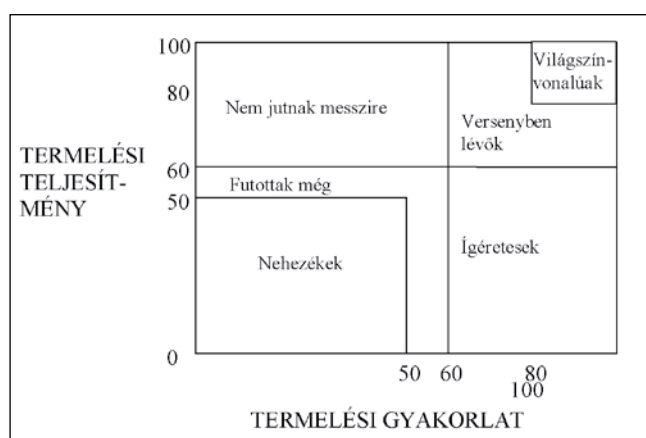 100
Világszín-
vonalúak
80
Nem jutnak messzire
Versenyben
lévők
TERMELÉSI
TELJESÍT-
MÉNY
60
Futottak még
50
Nehezékek
Ígéretesek
0
50 60 80
100
TERMELÉSI GYAKORLAT